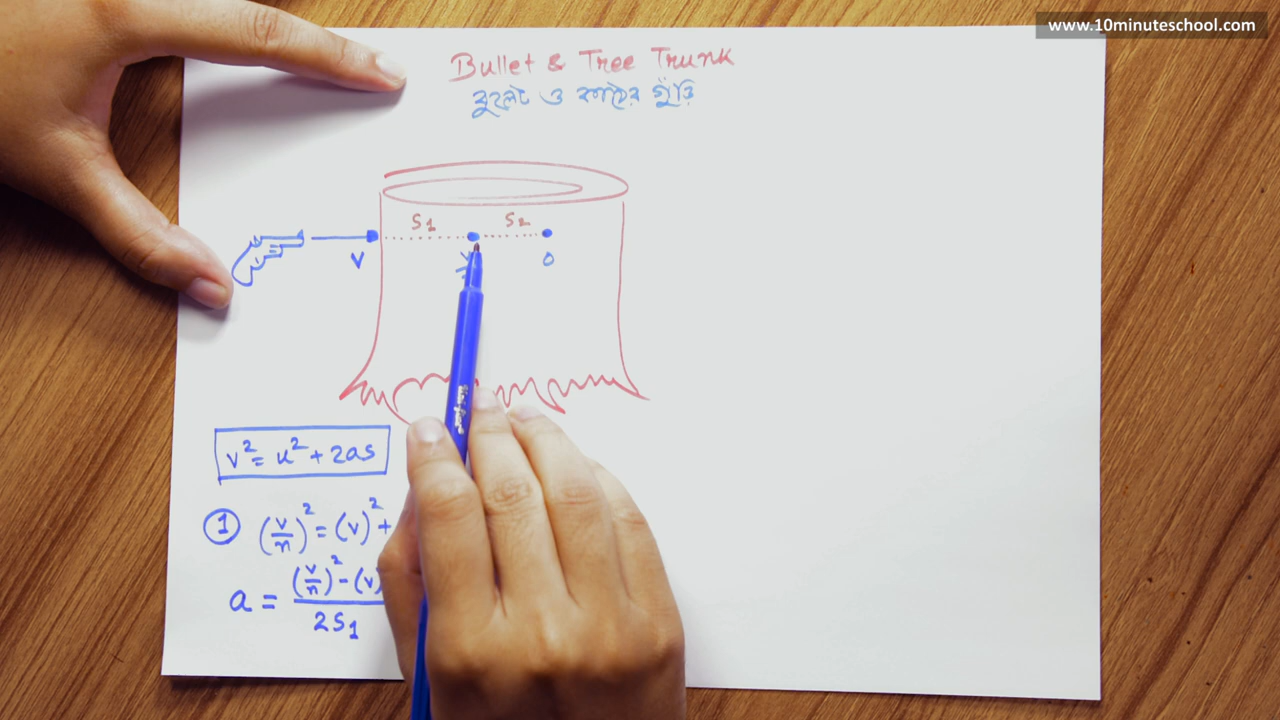 www.10minuteschool.com
Bullet & Tree Trunk
বুলেট ও কাঠের গুঁড়ি
S1 S2
V 0
v² = u² + 2as
① (v/n)² = (v)² +
a = (v/n)² - (v) / 2S1